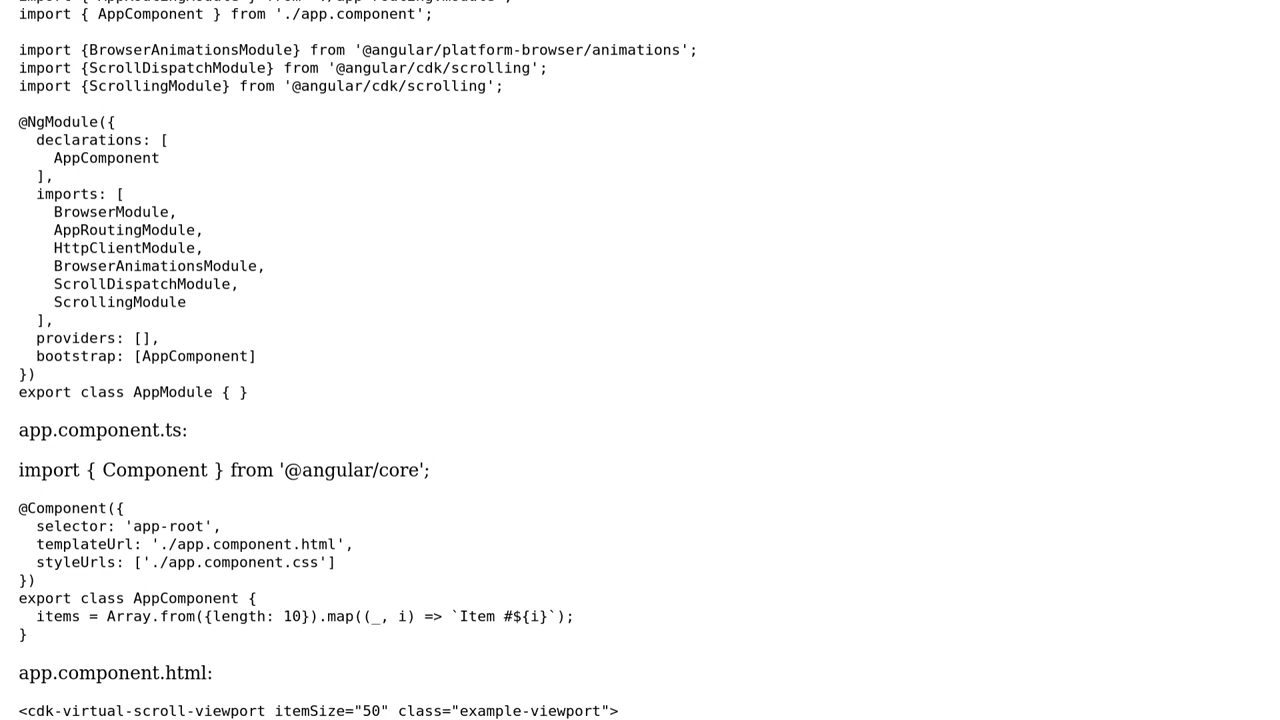 import { AppComponent } from './app.component';

import {BrowserAnimationsModule} from '@angular/platform-browser/animations';
import {ScrollDispatchModule} from '@angular/cdk/scrolling';
import {ScrollingModule} from '@angular/cdk/scrolling';

@NgModule({
  declarations: [
    AppComponent
  ],
  imports: [
    BrowserModule,
    AppRoutingModule,
    HttpClientModule,
    BrowserAnimationsModule,
    ScrollDispatchModule,
    ScrollingModule
  ],
  providers: [],
  bootstrap: [AppComponent]
})
export class AppModule { }

app.component.ts:

import { Component } from '@angular/core';

@Component({
  selector: 'app-root',
  templateUrl: './app.component.html',
  styleUrls: ['./app.component.css']
})
export class AppComponent {
  items = Array.from({length: 10}).map((_, i) => `Item #${i}`);
}

app.component.html:

<cdk-virtual-scroll-viewport itemSize="50" class="example-viewport">